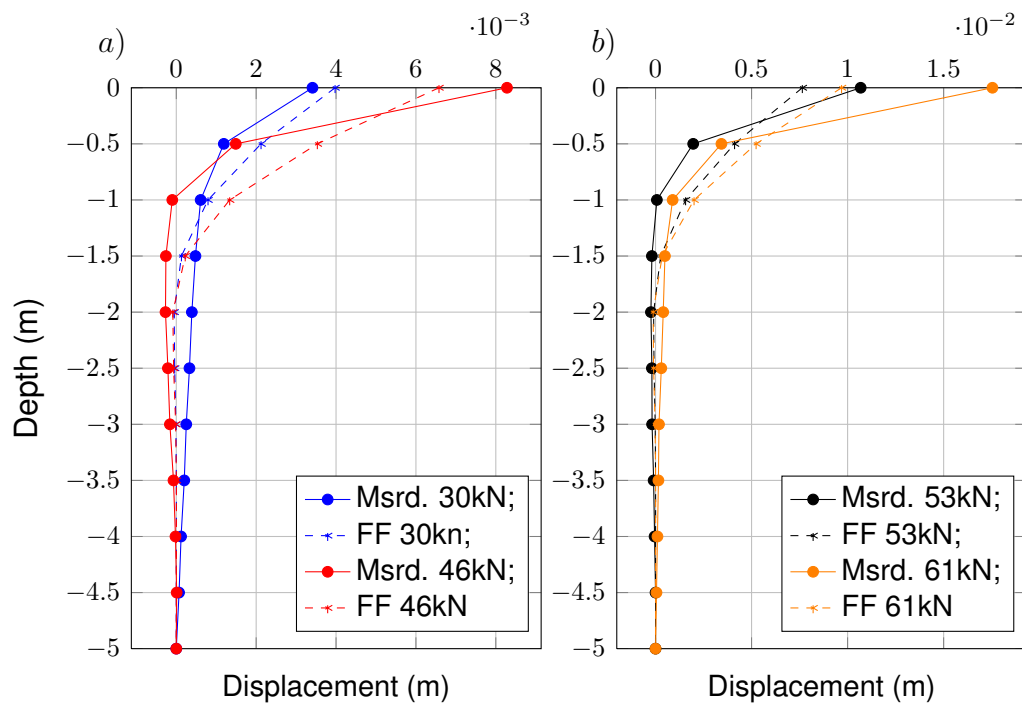 a)
·10⁻³
0 2 4 6 8
0
−0.5
−1
−1.5
−2
−2.5
−3
−3.5
−4
−4.5
−5
Depth (m)
Displacement (m)
Msrd. 30kN;
FF 30kn;
Msrd. 46kN;
FF 46kN
b)
·10⁻²
0 0.5 1 1.5
0
−0.5
−1
−1.5
−2
−2.5
−3
−3.5
−4
−4.5
−5
Displacement (m)
Msrd. 53kN;
FF 53kN;
Msrd. 61kN;
FF 61kN